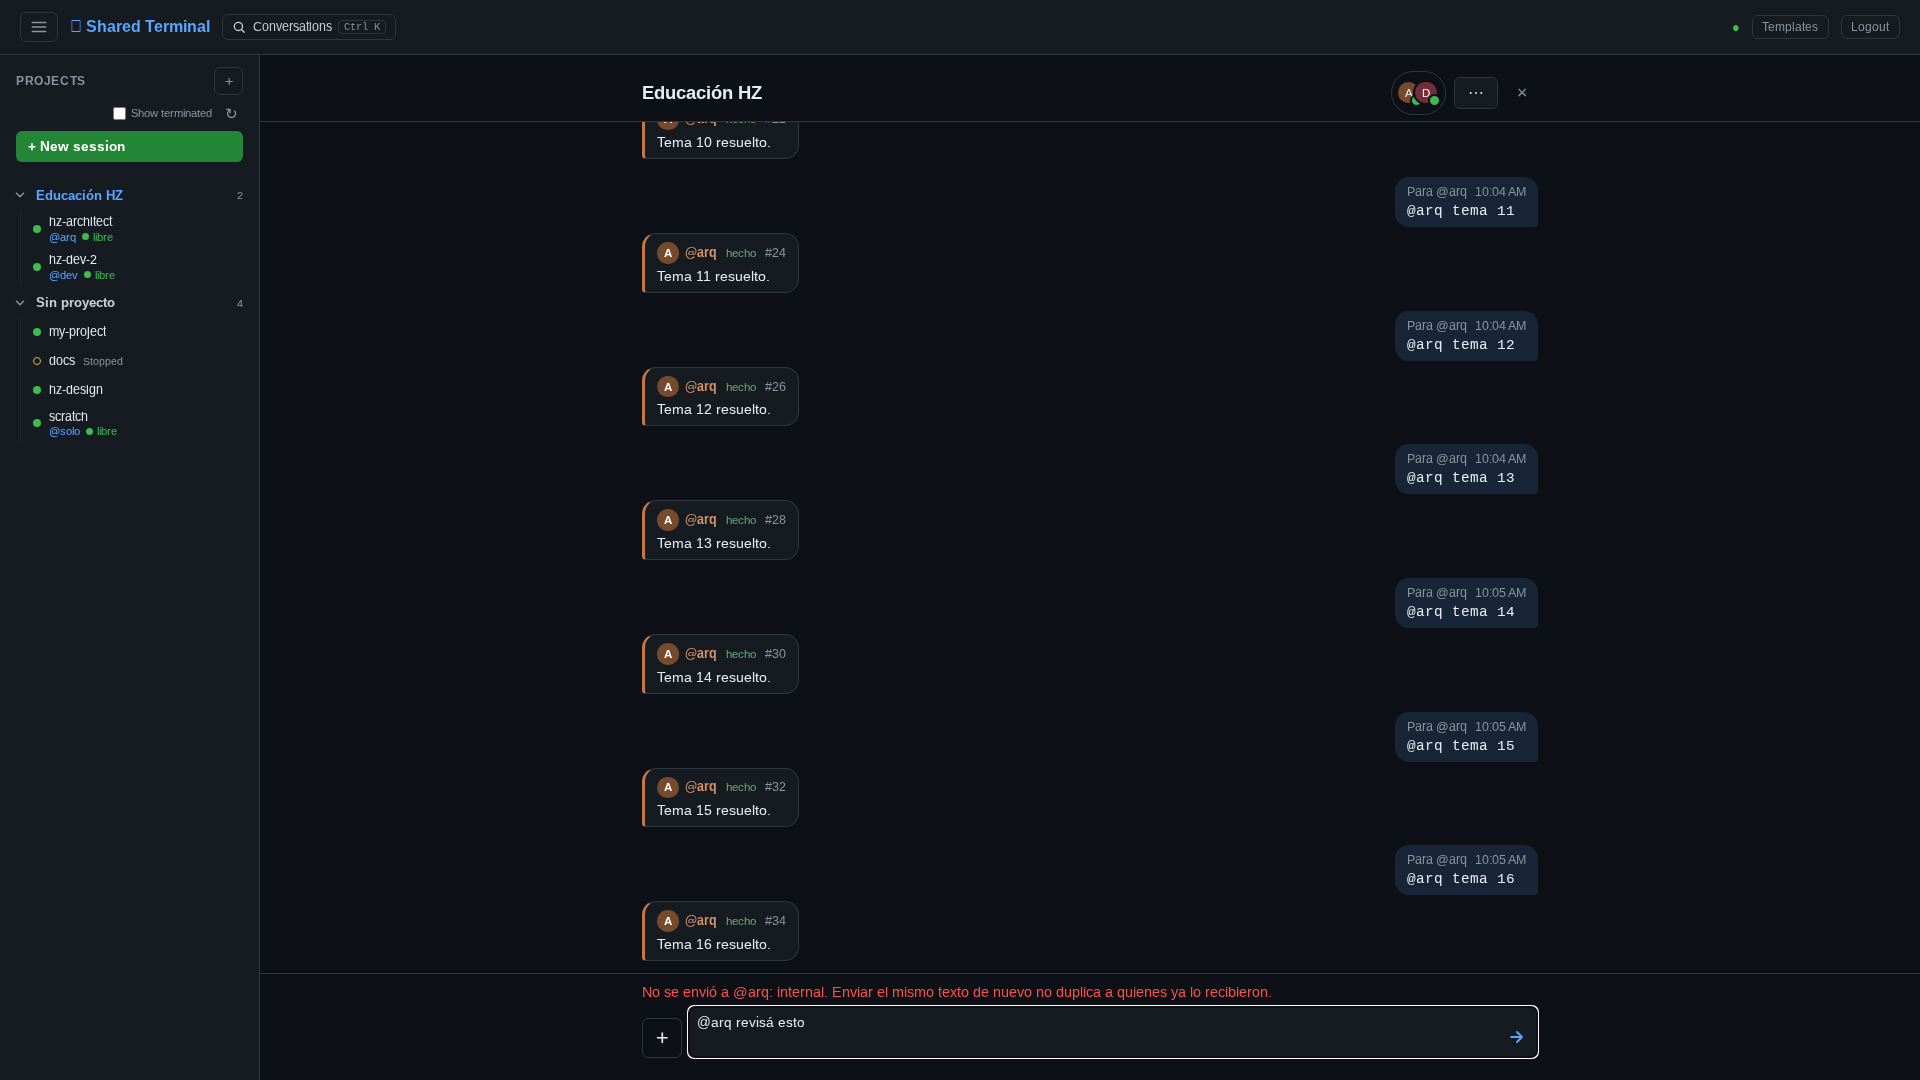 Shared Terminal
Conversations Ctrl K
Templates
Logout
PROJECTS
+
Show terminated
+ New session
Educación HZ 2
hz-architect
@arq libre
hz-dev-2
@dev libre
Sin proyecto 4
my-project
docs Stopped
hz-design
scratch
@solo libre
Educación HZ
A D
Tema 10 resuelto.
Para @arq 10:04 AM
@arq tema 11
A @arq hecho #24
Tema 11 resuelto.
Para @arq 10:04 AM
@arq tema 12
A @arq hecho #26
Tema 12 resuelto.
Para @arq 10:04 AM
@arq tema 13
A @arq hecho #28
Tema 13 resuelto.
Para @arq 10:05 AM
@arq tema 14
A @arq hecho #30
Tema 14 resuelto.
Para @arq 10:05 AM
@arq tema 15
A @arq hecho #32
Tema 15 resuelto.
Para @arq 10:05 AM
@arq tema 16
A @arq hecho #34
Tema 16 resuelto.
No se envió a @arq: internal. Enviar el mismo texto de nuevo no duplica a quienes ya lo recibieron.
+ @arq revisá esto